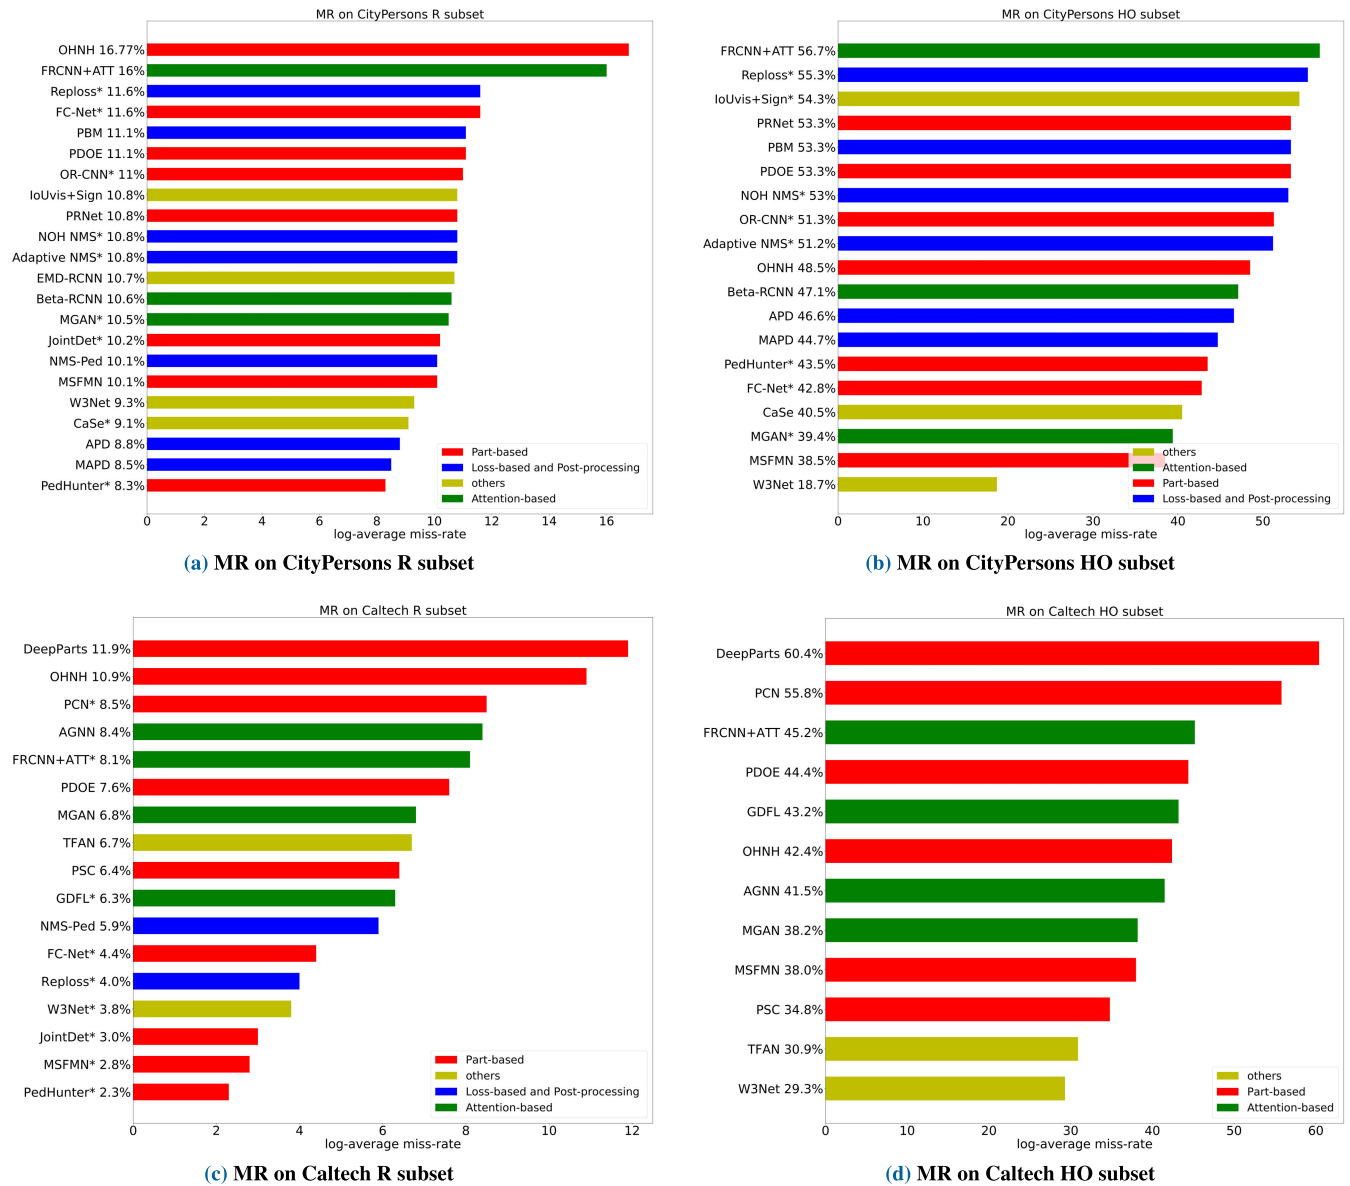 MR on CityPersons R subset
OHNH 16.77%
FRCNN+ATT 16%
Reploss* 11.6%
FC-Net* 11.6%
PBM 11.1%
PDOE 11.1%
OR-CNN* 11%
IoUvis+Sign 10.8%
PRNet 10.8%
NOH NMS* 10.8%
Adaptive NMS* 10.8%
EMD-RCNN 10.7%
Beta-RCNN 10.6%
MGAN* 10.5%
JointDet* 10.2%
NMS-Ped 10.1%
MSFMN 10.1%
W3Net 9.3%
CaSe* 9.1%
APD 8.8%
MAPD 8.5%
PedHunter* 8.3%
Part-based
Loss-based and Post-processing
others
Attention-based
0 2 4 6 8 10 12 14 16
log-average miss-rate
(a) MR on CityPersons R subset
MR on CityPersons HO subset
FRCNN+ATT 56.7%
Reploss* 55.3%
IoUvis+Sign* 54.3%
PRNet 53.3%
PBM 53.3%
PDOE 53.3%
NOH NMS* 53%
OR-CNN* 51.3%
Adaptive NMS* 51.2%
OHNH 48.5%
Beta-RCNN 47.1%
APD 46.6%
MAPD 44.7%
PedHunter* 43.5%
FC-Net* 42.8%
CaSe 40.5%
MGAN* 39.4%
MSFMN 38.5%
W3Net 18.7%
others
Attention-based
Part-based
Loss-based and Post-processing
0 10 20 30 40 50
log-average miss-rate
(b) MR on CityPersons HO subset
MR on Caltech R subset
DeepParts 11.9%
OHNH 10.9%
PCN* 8.5%
AGNN 8.4%
FRCNN+ATT* 8.1%
PDOE 7.6%
MGAN 6.8%
TFAN 6.7%
PSC 6.4%
GDFL* 6.3%
NMS-Ped 5.9%
FC-Net* 4.4%
Reploss* 4.0%
W3Net* 3.8%
JointDet* 3.0%
MSFMN* 2.8%
PedHunter* 2.3%
Part-based
others
Loss-based and Post-processing
Attention-based
0 2 4 6 8 10 12
log-average miss-rate
(c) MR on Caltech R subset
MR on Caltech HO subset
DeepParts 60.4%
PCN 55.8%
FRCNN+ATT 45.2%
PDOE 44.4%
GDFL 43.2%
OHNH 42.4%
AGNN 41.5%
MGAN 38.2%
MSFMN 38.0%
PSC 34.8%
TFAN 30.9%
W3Net 29.3%
others
Part-based
Attention-based
0 10 20 30 40 50 60
log-average miss-rate
(d) MR on Caltech HO subset